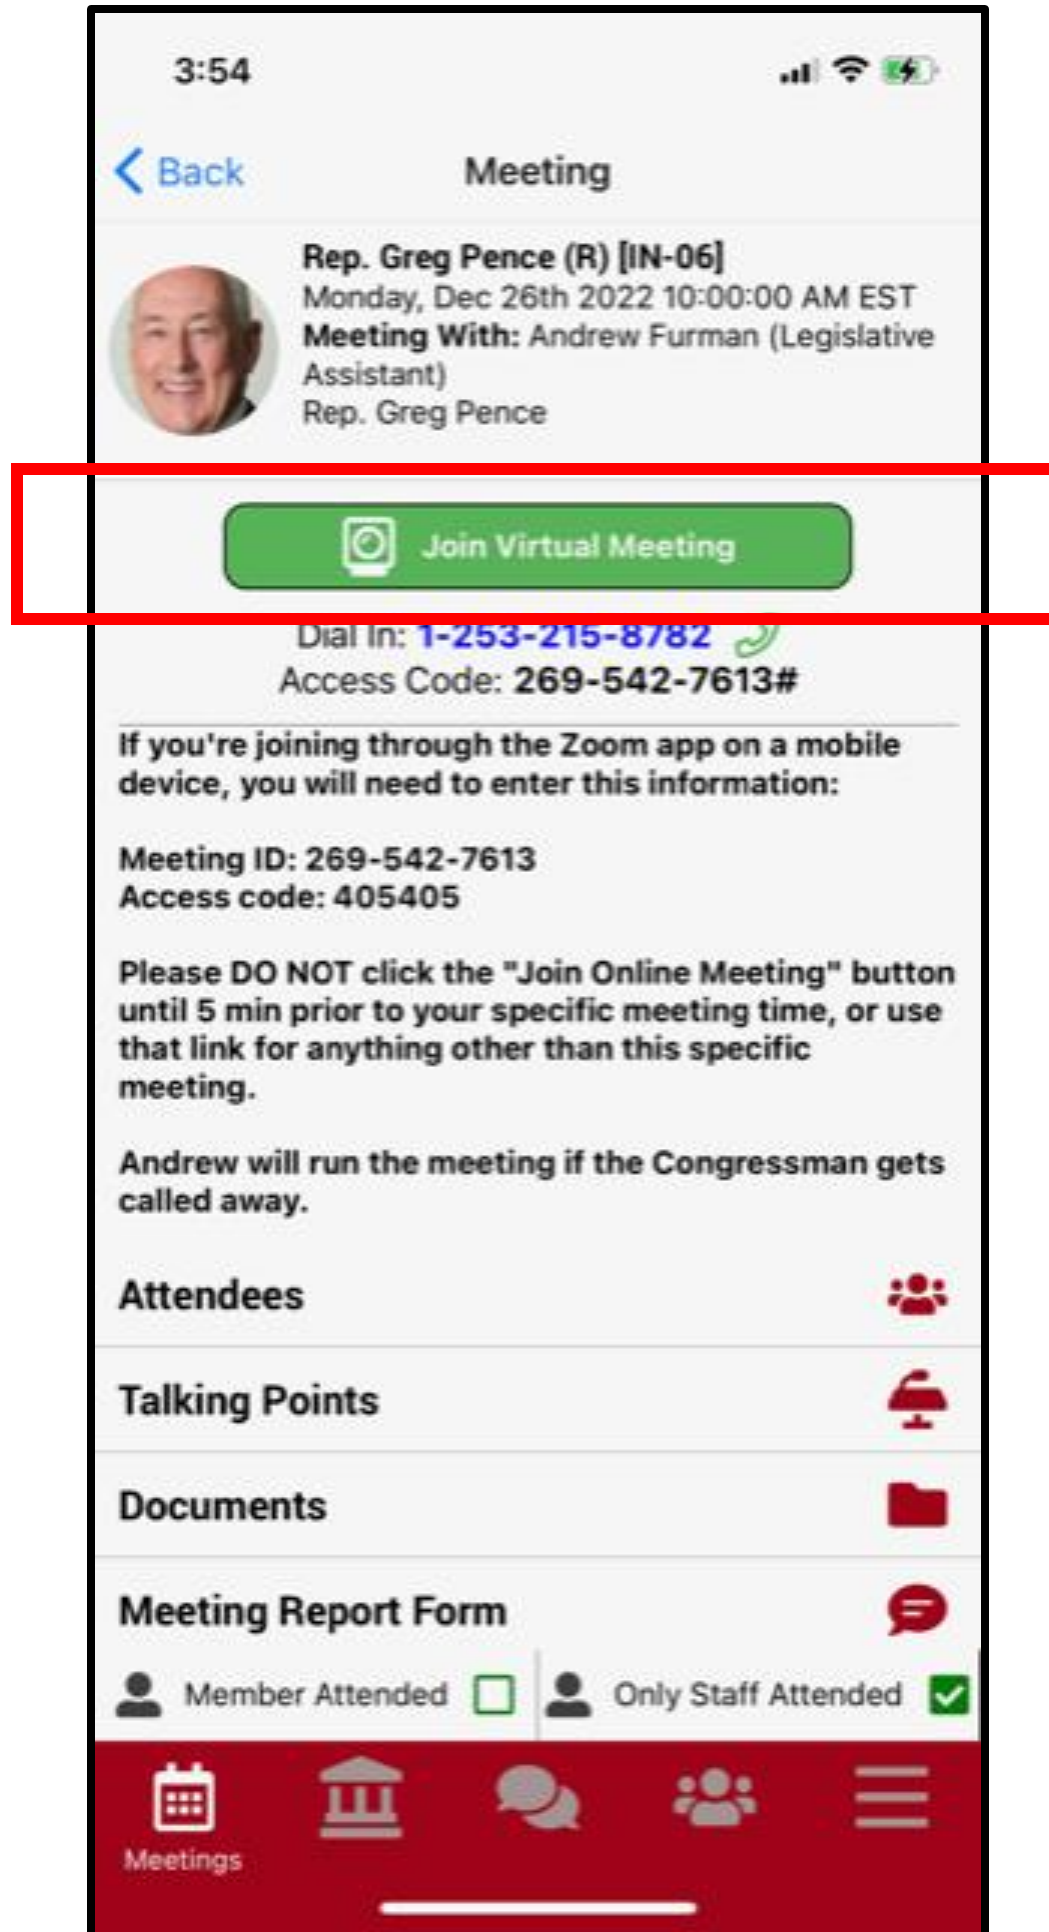 3:54
Back
Meeting
Rep. Greg Pence (R) [IN-06]
Monday, Dec 26th 2022 10:00:00 AM EST
Meeting With: Andrew Furman (Legislative
Assistant)
Rep. Greg Pence
Join Virtual Meeting
Dial In: 1-253-215-8782
Access Code: 269-542-7613#
If you're joining through the Zoom app on a mobile
device, you will need to enter this information:
Meeting ID: 269-542-7613
Access code: 405405
Please DO NOT click the "Join Online Meeting" button
until 5 min prior to your specific meeting time, or use
that link for anything other than this specific
meeting.
Andrew will run the meeting if the Congressman gets
called away.
Attendees
Talking Points
Documents
Meeting Report Form
Member Attended
Only Staff Attended
Meetings